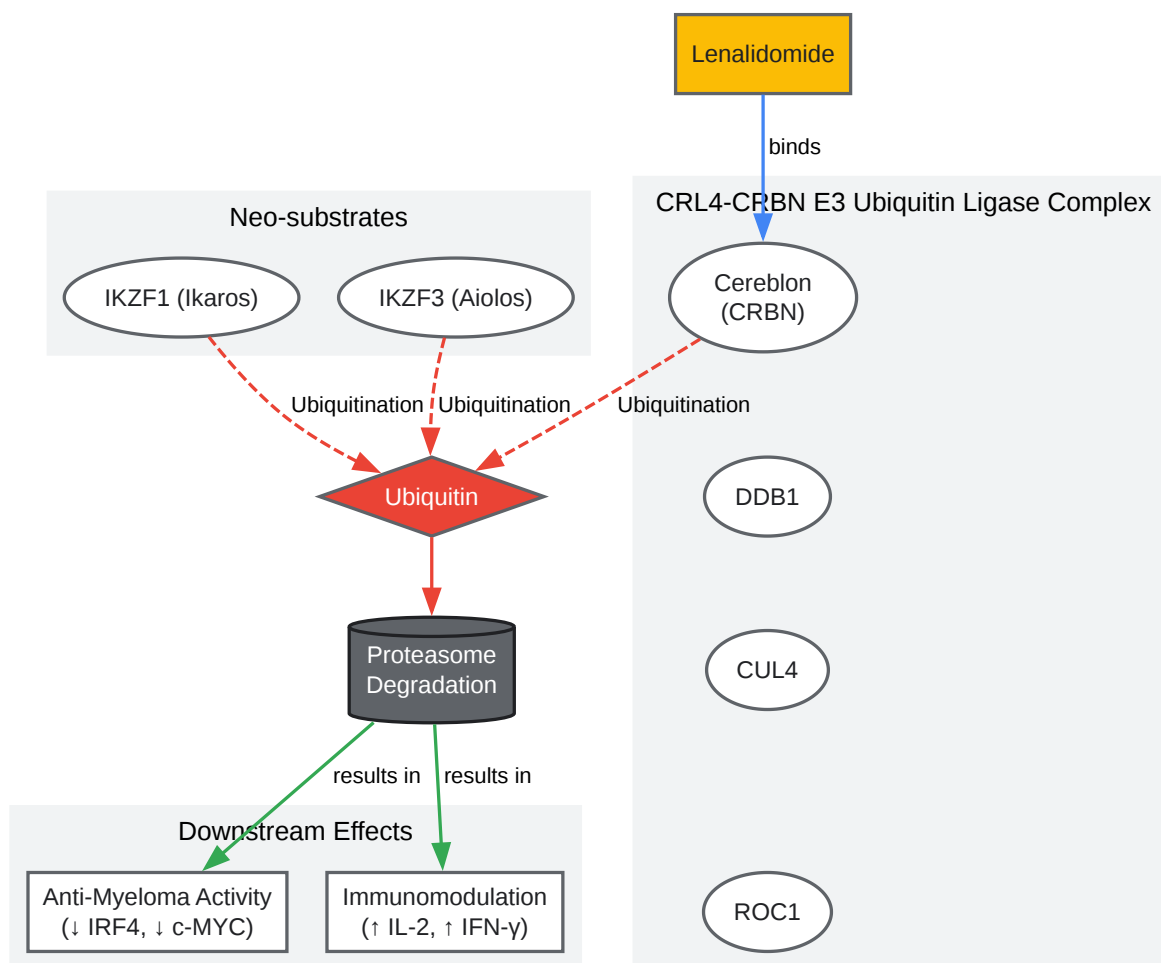 Lenalidomide
binds
CRL4-CRBN E3 Ubiquitin Ligase Complex
Neo-substrates
IKZF1 (Ikaros)
IKZF3 (Aiolos)
Cereblon
(CRBN)
Ubiquitination
Ubiquitination
Ubiquitination
Ubiquitin
DDB1
Proteasome
Degradation
CUL4
results in
results in
Downstream Effects
Anti-Myeloma Activity
(↓ IRF4, ↓ c-MYC)
Immunomodulation
(↑ IL-2, ↑ IFN-γ)
ROC1